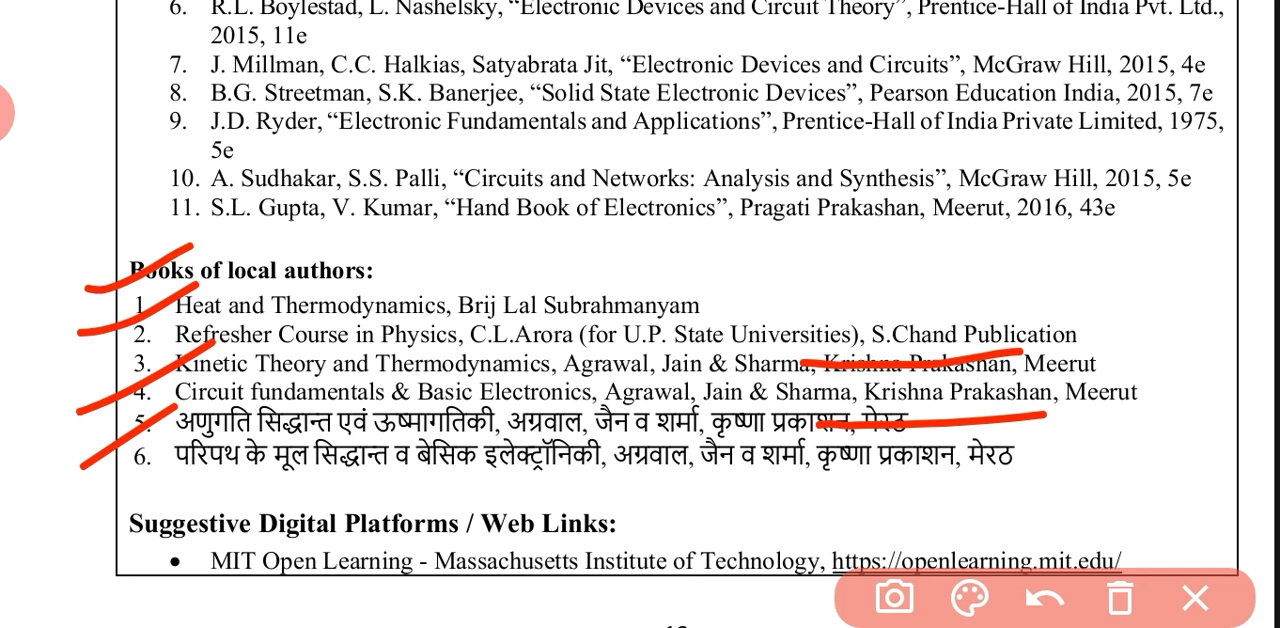 6. R.L. Boylestad, L. Nashelsky, “Electronic Devices and Circuit Theory”, Prentice-Hall of India Pvt. Ltd.,
2015, 11e
7. J. Millman, C.C. Halkias, Satyabrata Jit, “Electronic Devices and Circuits”, McGraw Hill, 2015, 4e
8. B.G. Streetman, S.K. Banerjee, “Solid State Electronic Devices”, Pearson Education India, 2015, 7e
9. J.D. Ryder, “Electronic Fundamentals and Applications”, Prentice-Hall of India Private Limited, 1975,
5e
10. A. Sudhakar, S.S. Palli, “Circuits and Networks: Analysis and Synthesis”, McGraw Hill, 2015, 5e
11. S.L. Gupta, V. Kumar, “Hand Book of Electronics”, Pragati Prakashan, Meerut, 2016, 43e
Books of local authors:
1. Heat and Thermodynamics, Brij Lal Subrahmanyam
2. Refresher Course in Physics, C.L.Arora (for U.P. State Universities), S.Chand Publication
3. Kinetic Theory and Thermodynamics, Agrawal, Jain & Sharma, Krishna Prakashan, Meerut
4. Circuit fundamentals & Basic Electronics, Agrawal, Jain & Sharma, Krishna Prakashan, Meerut
5. अणुगति सिद्धान्त एवं ऊष्मागतिकी, अग्रवाल, जैन व शर्मा, कृष्णा प्रकाशन, मेरठ
6. परिपथ के मूल सिद्धान्त व बेसिक इलेक्ट्रॉनिकी, अग्रवाल, जैन व शर्मा, कृष्णा प्रकाशन, मेरठ
Suggestive Digital Platforms / Web Links:
• MIT Open Learning - Massachusetts Institute of Technology, https://openlearning.mit.edu/